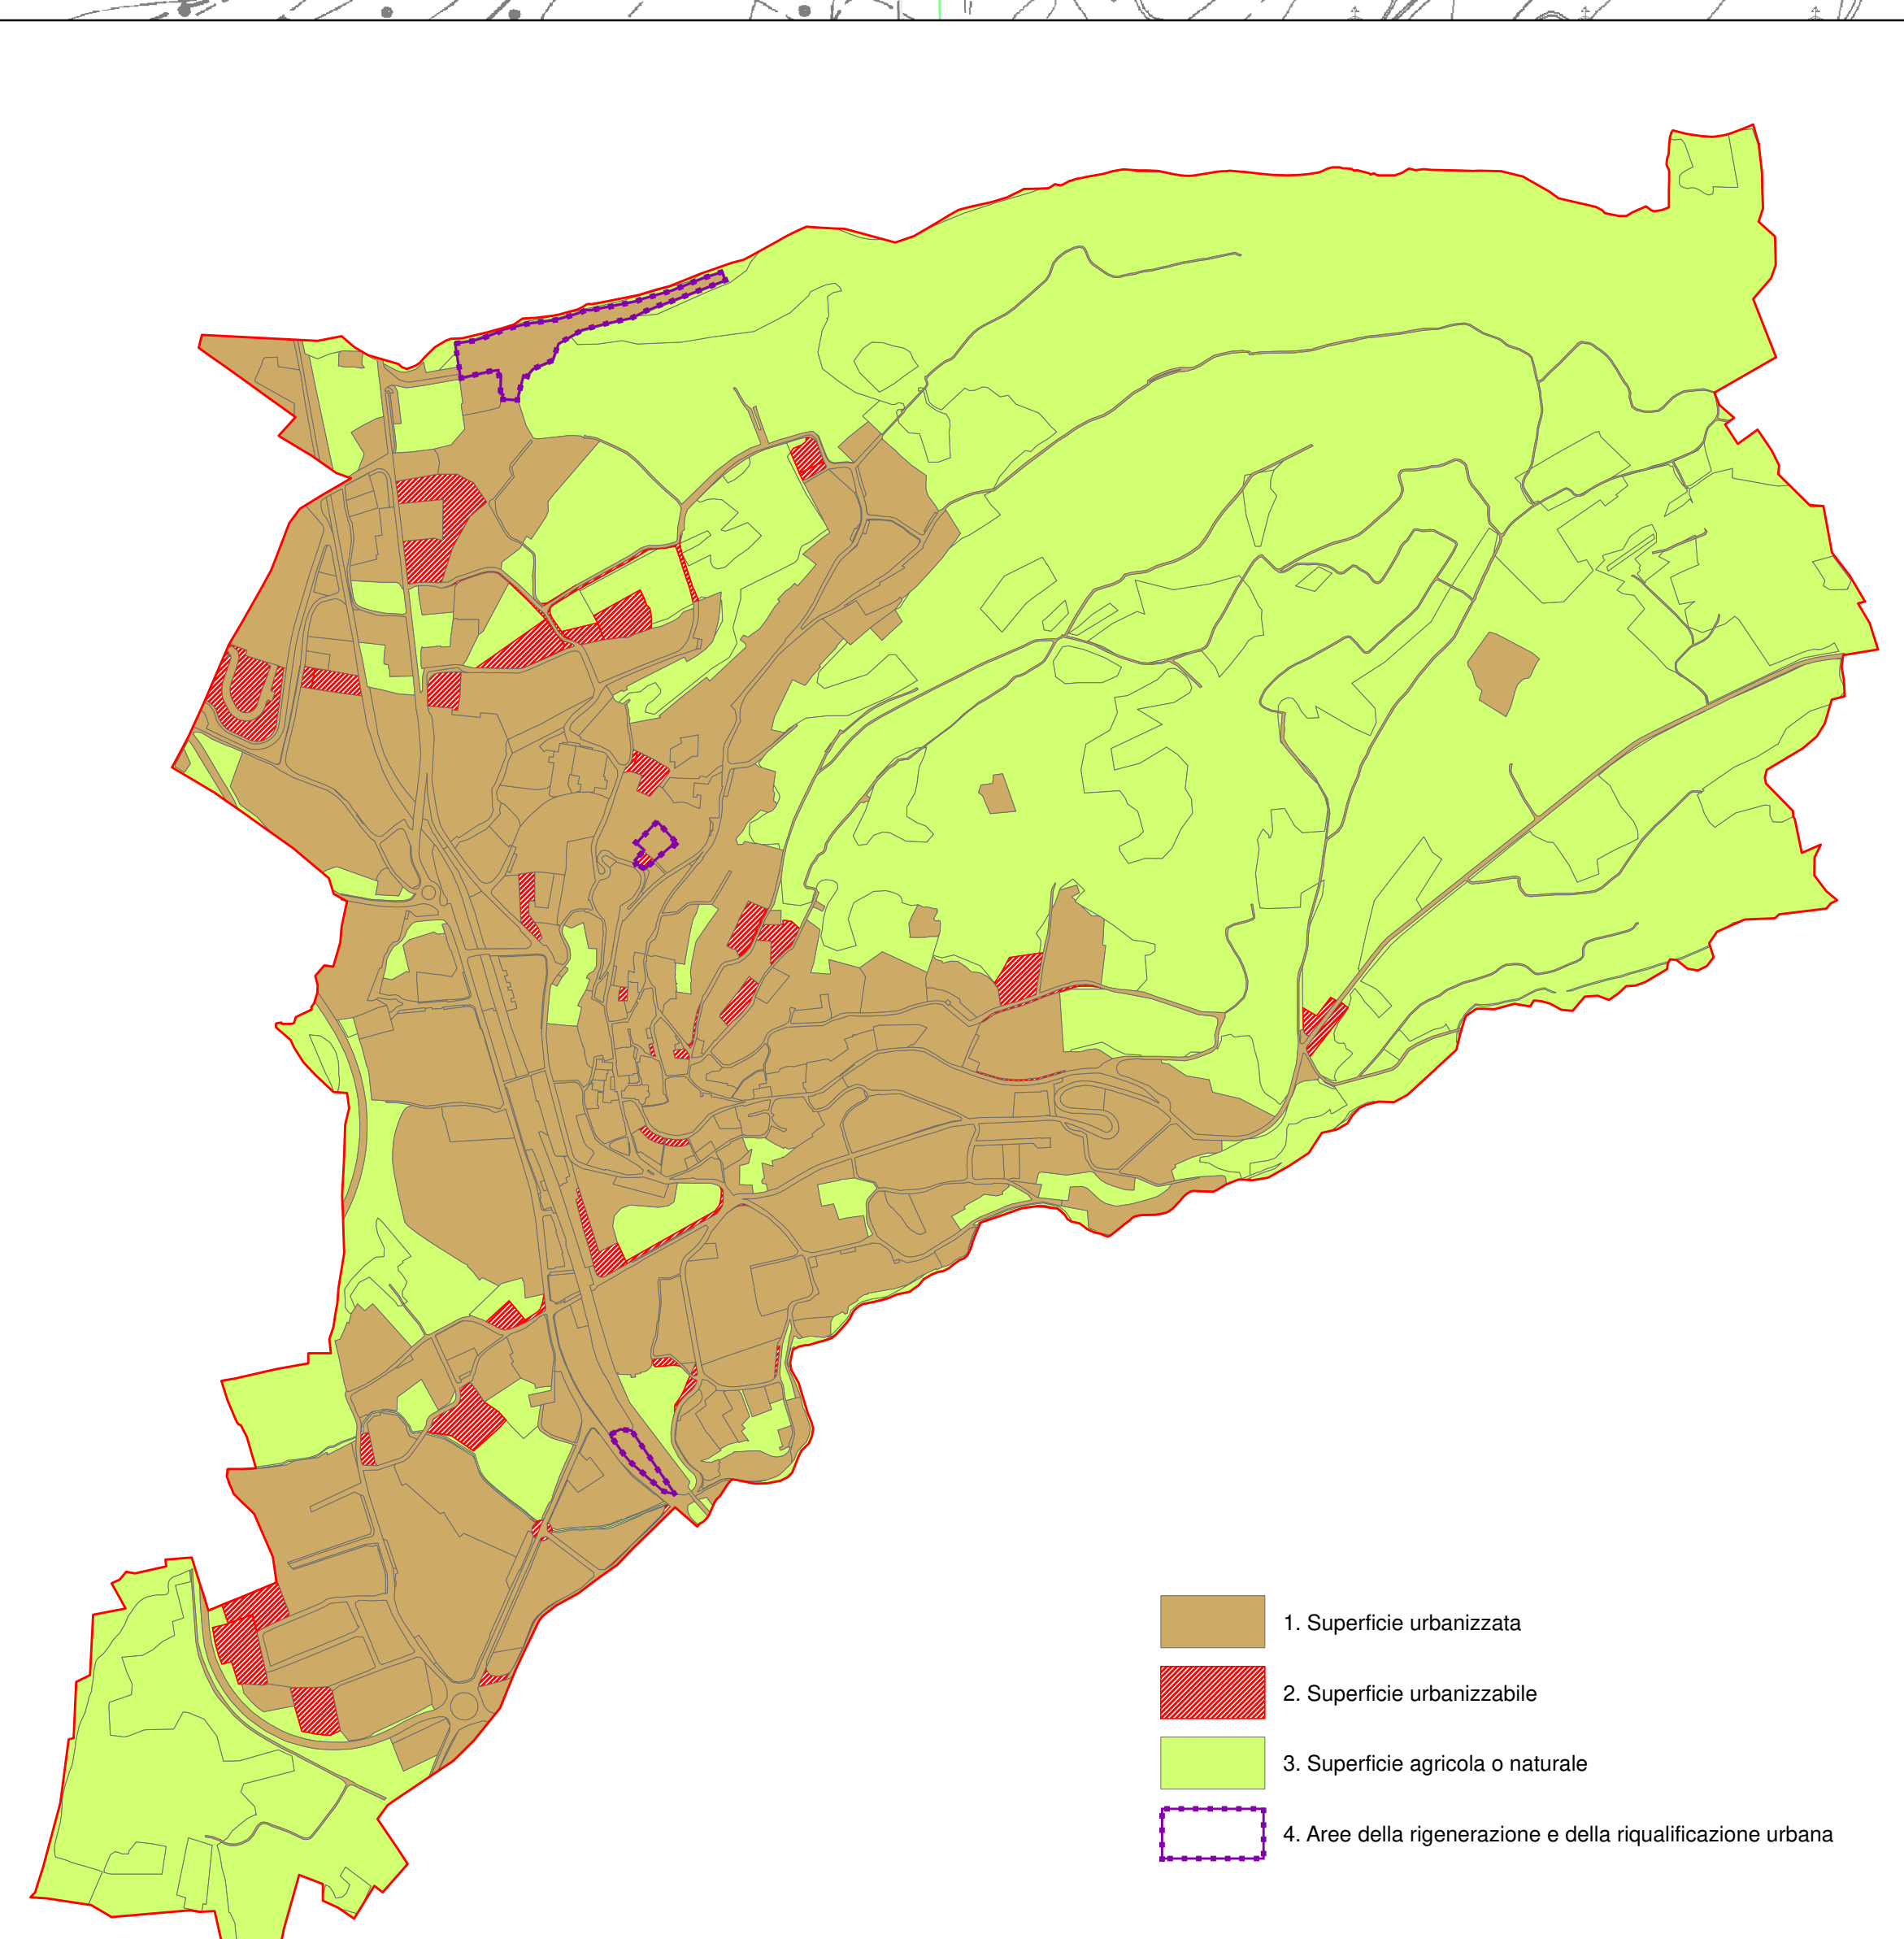 1. Superficie urbanizzata
2. Superficie urbanizzabile
3. Superficie agricola o naturale
4. Aree della rigenerazione e della riqualificazione urbana